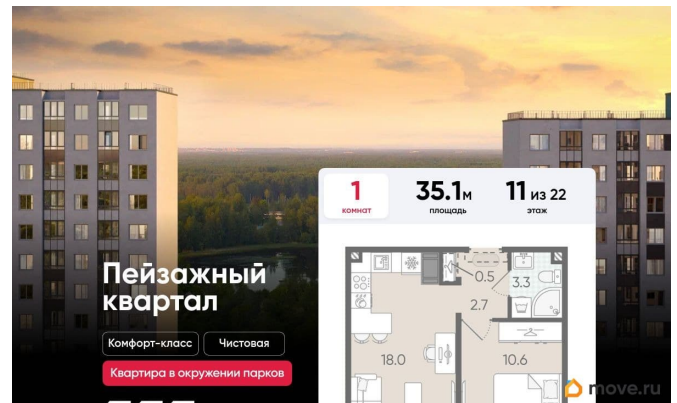 1
комнат
35.1м
площадь
11 из 22
этаж
Пейзажный
квартал
Комфорт-класс
Чистовая
Квартира в окружении парков
0.5
3.3
2.7
18.0
10.6
move.ru